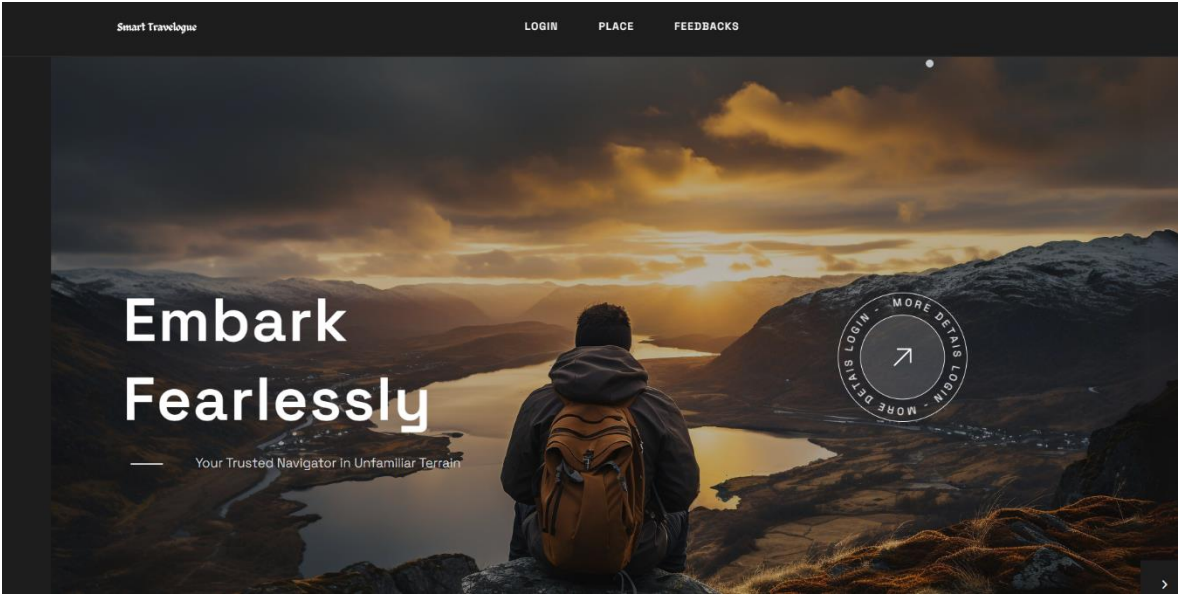 Smart Travelogue
LOGIN PLACE FEEDBACKS
Embark
Fearlessly
Your Trusted Navigator in Unfamiliar Terrain
MORE DETAIS LOGIN - MORE DETAIS LOGIN -